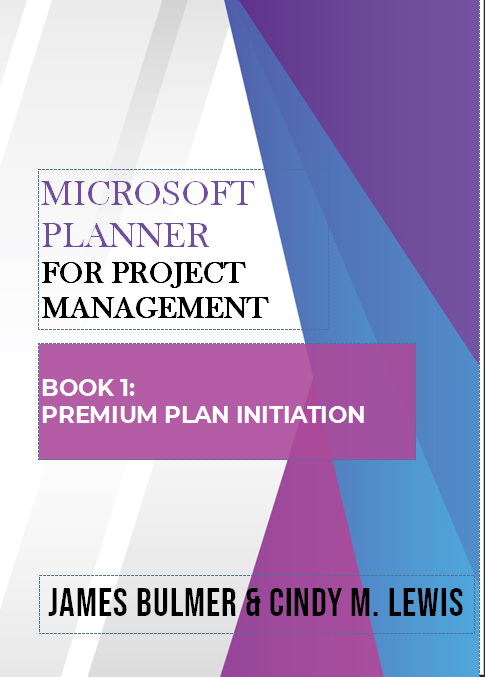 MICROSOFT
PLANNER
FOR PROJECT
MANAGEMENT
BOOK 1:
PREMIUM PLAN INITIATION
JAMES BULMER & CINDY M. LEWIS